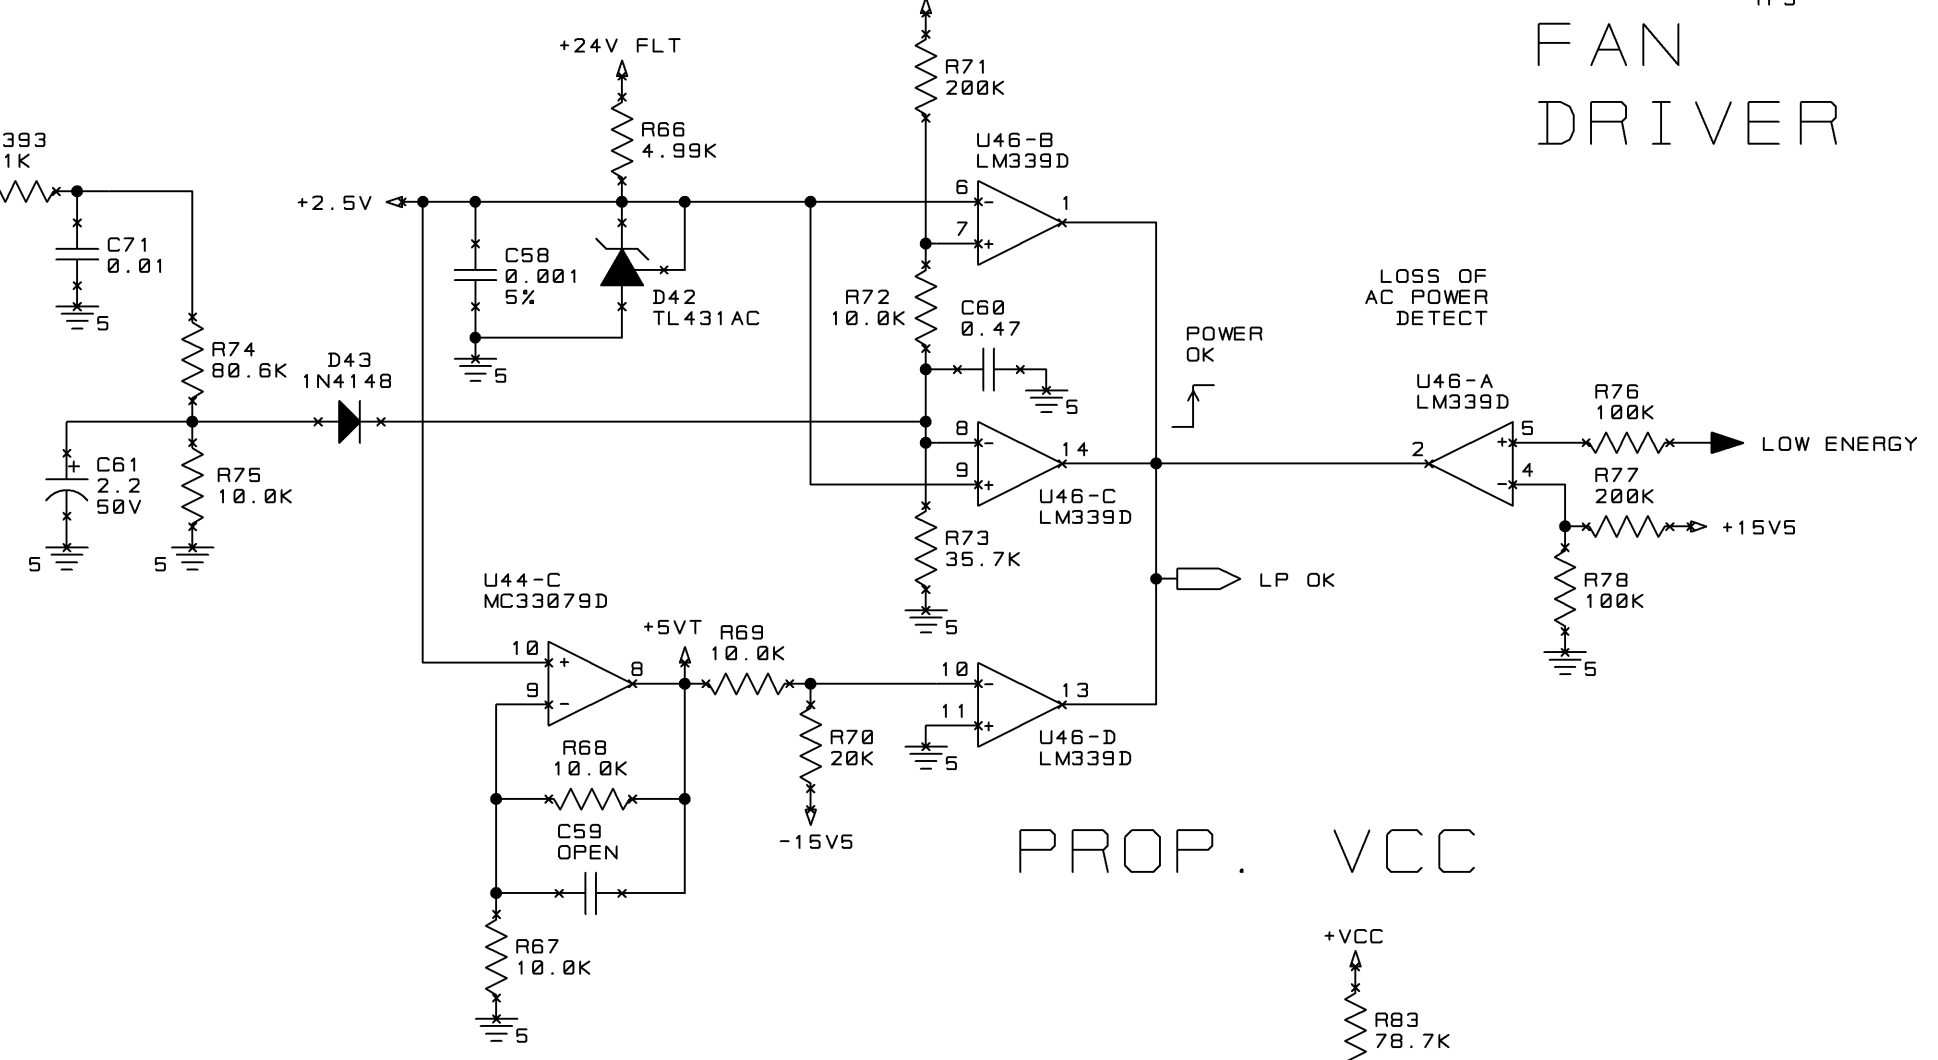 FAN
DRIVER
+24V FLT
R71
200K
393
1K
R66
4.99K
U46-B
LM339D
+2.5V
6
-
7
+
1
C71
0.01
5
C58
0.001
5%
5
D42
TL431AC
R72
10.0K
C60
0.47
5
LOSS OF
AC POWER
DETECT
POWER
OK
R74
80.6K
D43
1N4148
U46-A
LM339D
R76
100K
8
-
9
+
14
2
5
+
4
-
LOW ENERGY
C61
+
2.2
50V
5
R75
10.0K
5
U46-C
LM339D
R77
200K
+15V5
R73
35.7K
5
U44-C
MC33079D
LP OK
R78
100K
5
+5VT
R69
10.0K
10
+
9
-
8
10
-
11
+
13
5
R70
20K
U46-D
LM339D
R68
10.0K
C59
OPEN
-15V5
PROP. VCC
R67
10.0K
5
+VCC
R83
78.7K